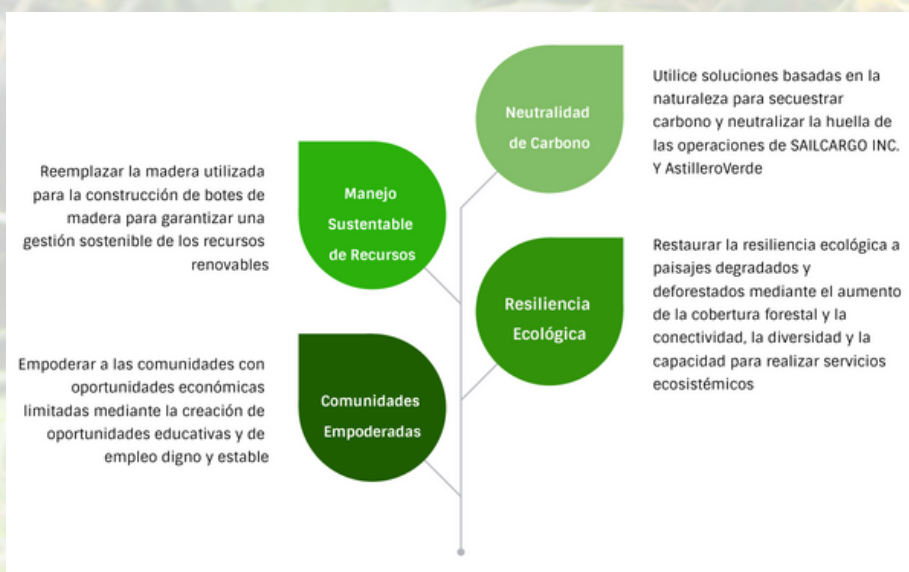 Neutralidad
de Carbono
Utilice soluciones basadas en la
naturaleza para secuestrar
carbono y neutralizar la huella de
las operaciones de SAILCARGO INC.
Y AstilleroVerde
Manejo
Sustentable
de Recursos
Reemplazar la madera utilizada
para la construcción de botes de
madera para garantizar una
gestión sostenible de los recursos
renovables
Resiliencia
Ecológica
Restaurar la resiliencia ecológica a
paisajes degradados y
deforestados mediante el aumento
de la cobertura forestal y la
conectividad, la diversidad y la
capacidad para realizar servicios
ecosistémicos
Comunidades
Empoderadas
Empoderar a las comunidades con
oportunidades económicas
limitadas mediante la creación de
oportunidades educativas y de
empleo digno y estable